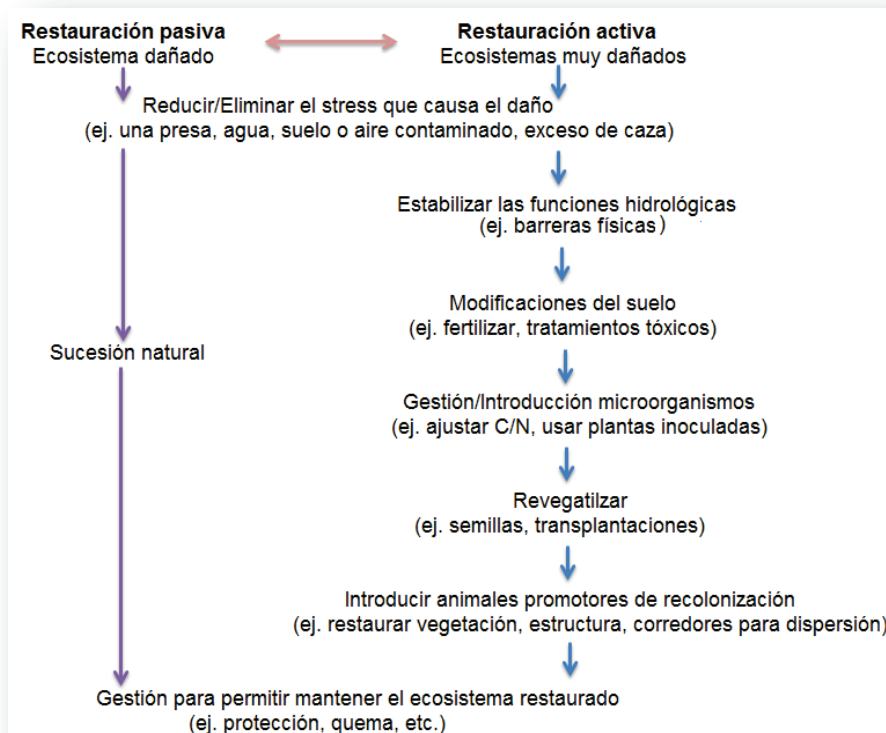 Restauración pasiva
Ecosistema dañado
Restauración activa
Ecosistemas muy dañados
Reducir/Eliminar el stress que causa el daño
(ej. una presa, agua, suelo o aire contaminado, exceso de caza)
Estabilizar las funciones hidrológicas
(ej. barreras físicas)
Modificaciones del suelo
(ej. fertilizar, tratamientos tóxicos)
Sucesión natural
Gestión/Introducción microorganismos
(ej. ajustar C/N, usar plantas inoculadas)
Revegatilzar
(ej. semillas, transplantaciones)
Introducir animales promotores de recolonización
(ej. restaurar vegetación, estructura, corredores para dispersión)
Gestión para permitir mantener el ecosistema restaurado
(ej. protección, quema, etc.)